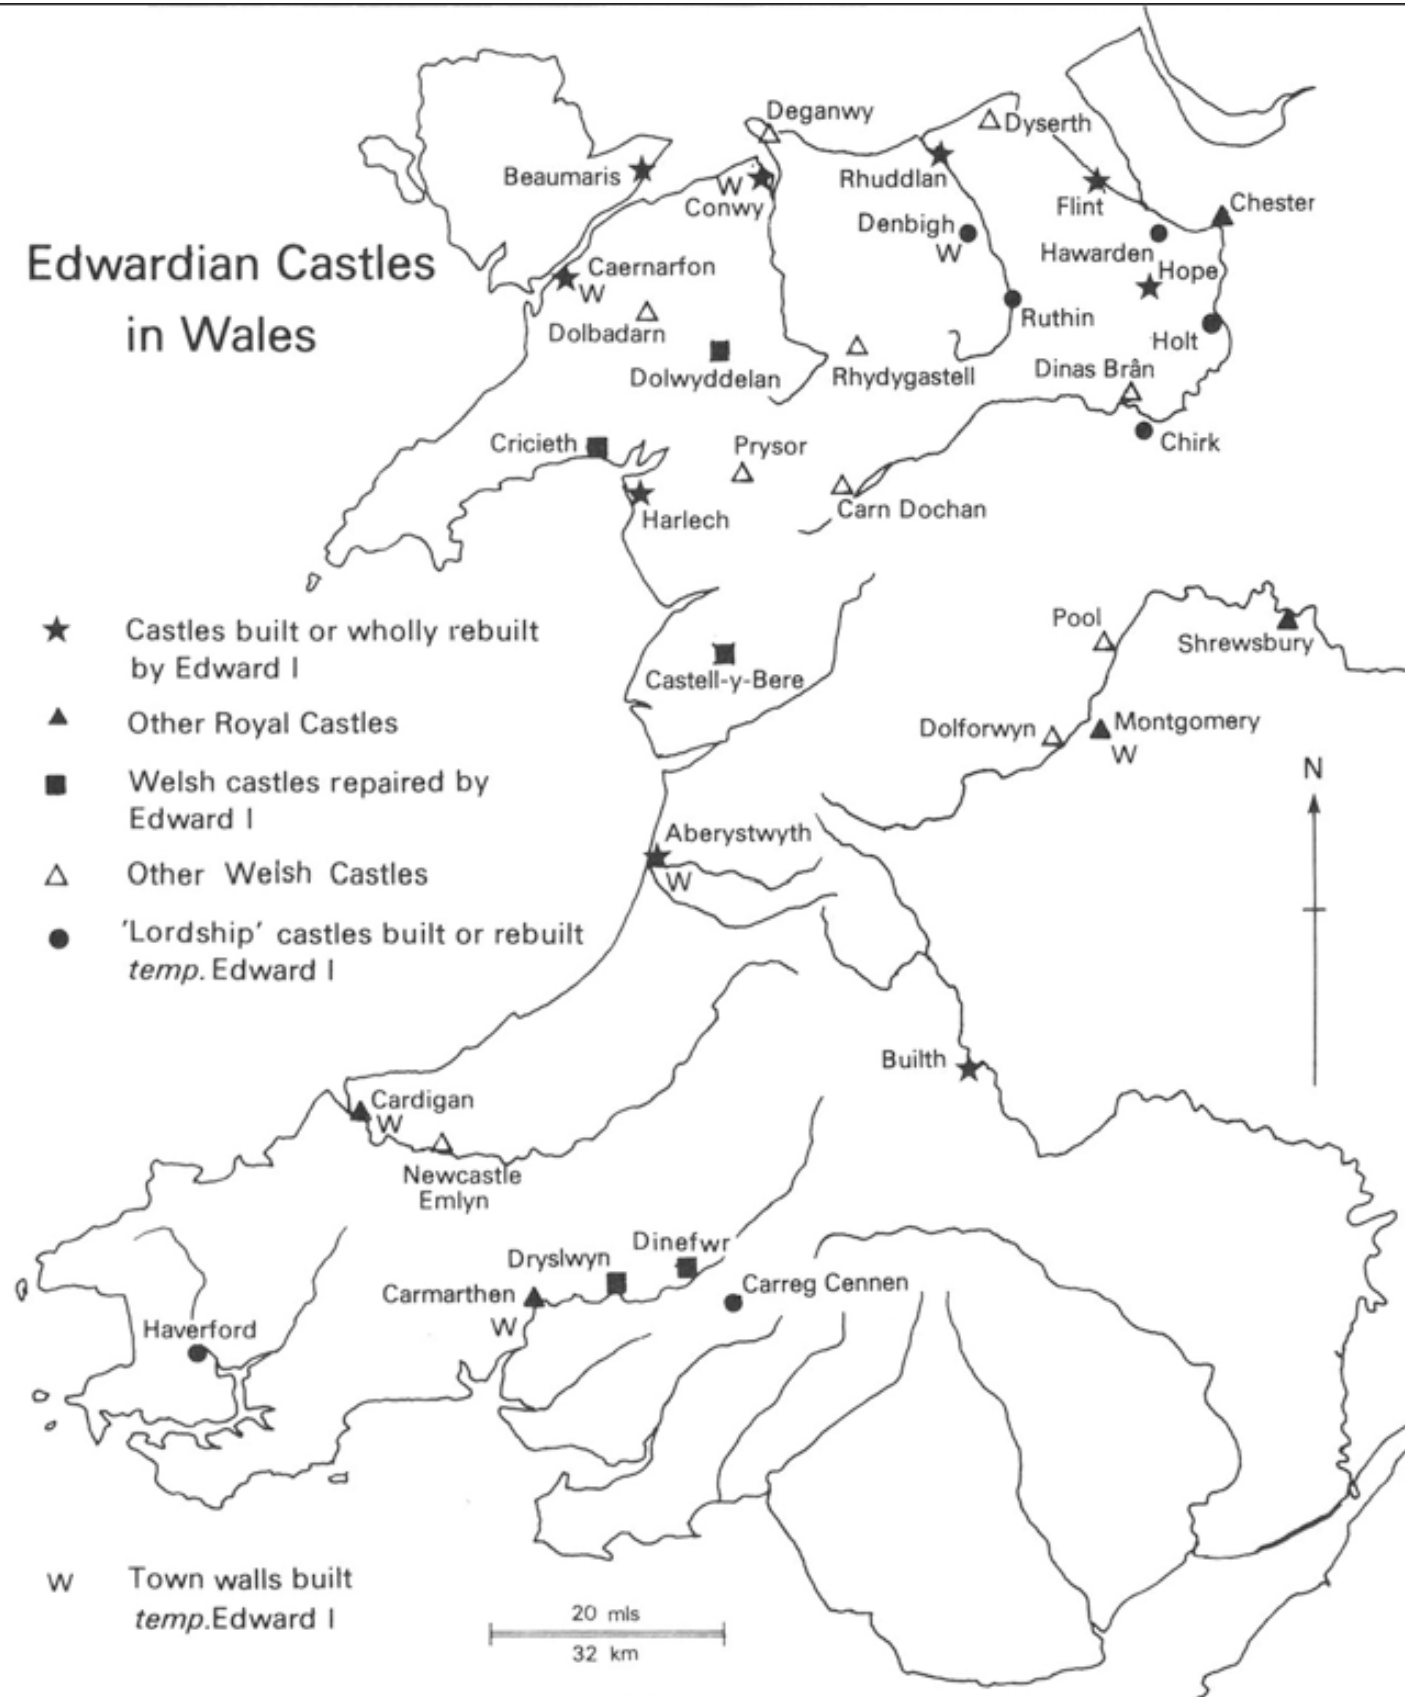 Deganwy
Dyserth
Beaumaris
W
Conwy
Rhuddlan
Flint
Chester
Denbigh
W
Hawarden
Hope
Edwardian Castles
in Wales
Caernarfon
W
Dolbadarn
Ruthin
Holt
Dolwyddelan
Rhydygastell
Dinas Brân
Cricieth
Prysor
Chirk
Harlech
Carn Dochan
Castles built or wholly rebuilt
by Edward I
Pool
Shrewsbury
Castell-y-Bere
Other Royal Castles
Dolforwyn
Montgomery
W
Welsh castles repaired by
Edward I
N
Aberystwyth
W
Other Welsh Castles
'Lordship' castles built or rebuilt
temp. Edward I
Builth
Cardigan
W
Newcastle
Emlyn
Dryslwyn
Dinefwr
Carmarthen
W
Carreg Cennen
Haverford
W
Town walls built
temp. Edward I
20 mls
32 km